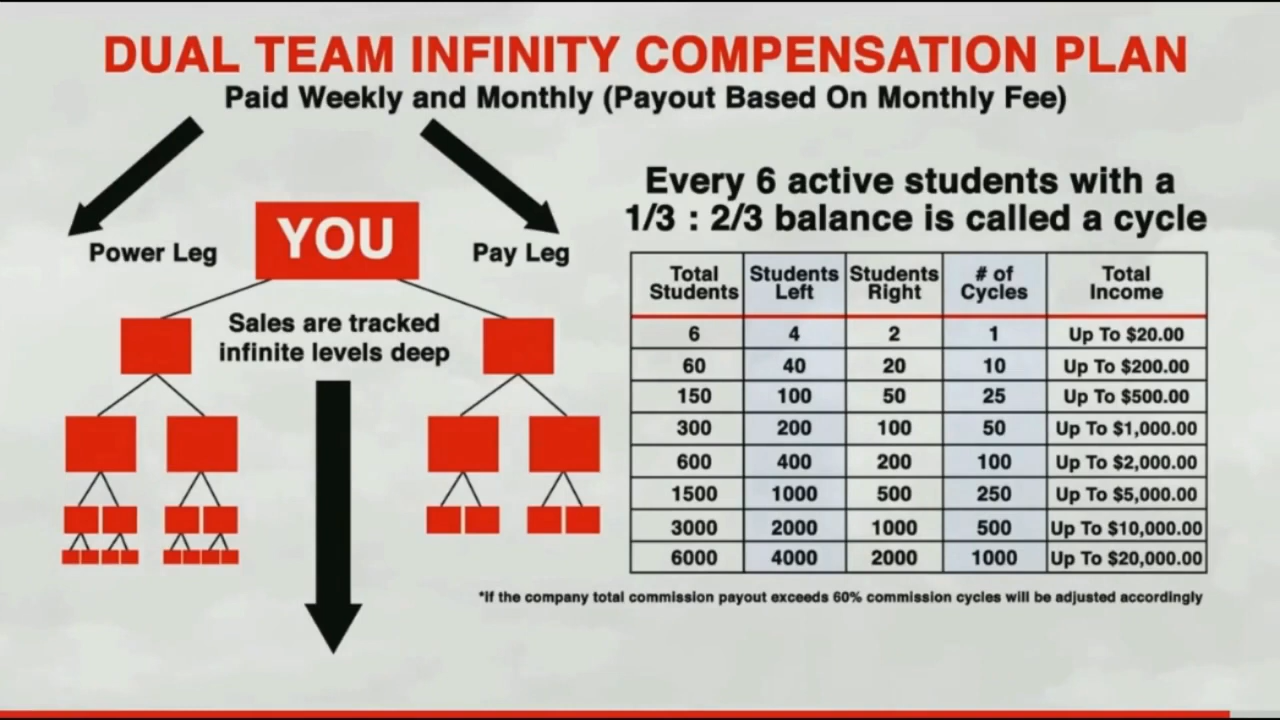 DUAL TEAM INFINITY COMPENSATION PLAN
Paid Weekly and Monthly (Payout Based On Monthly Fee)
Power Leg
YOU
Pay Leg
Sales are tracked
infinite levels deep
Every 6 active students with a
1/3 : 2/3 balance is called a cycle
Total Students Students Left Students Right # of Cycles Total Income
6 4 2 1 Up To $20.00
60 40 20 10 Up To $200.00
150 100 50 25 Up To $500.00
300 200 100 50 Up To $1,000.00
600 400 200 100 Up To $2,000.00
1500 1000 500 250 Up To $5,000.00
3000 2000 1000 500 Up To $10,000.00
6000 4000 2000 1000 Up To $20,000.00
*If the company total commission payout exceeds 60% commission cycles will be adjusted accordingly